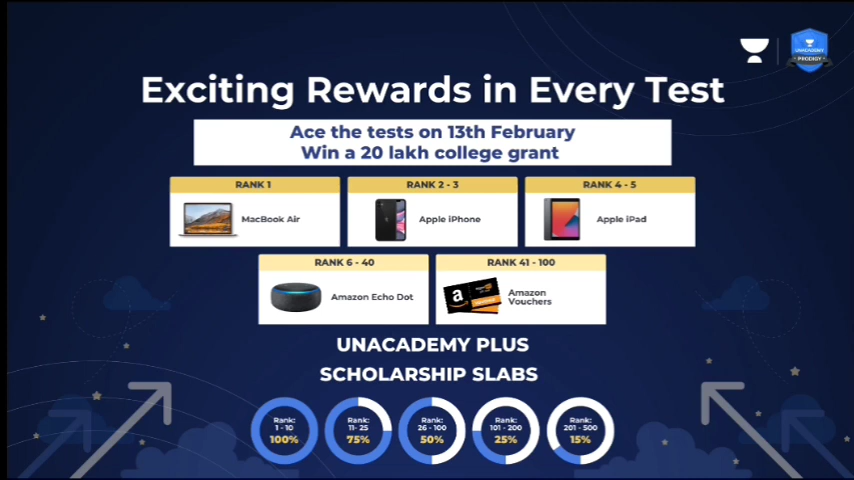 UNACADEMY
PRODIGY
Exciting Rewards in Every Test
Ace the tests on 13th February
Win a 20 lakh college grant
RANK 1
MacBook Air
RANK 2 - 3
Apple iPhone
RANK 4 - 5
Apple iPad
RANK 6 - 40
Amazon Echo Dot
RANK 41 - 100
a
Amazon
Vouchers
UNACADEMY PLUS
SCHOLARSHIP SLABS
Rank:
1 - 10
100%
Rank:
11- 25
75%
Rank:
26 - 100
50%
Rank:
101 - 200
25%
Rank:
201 - 500
15%